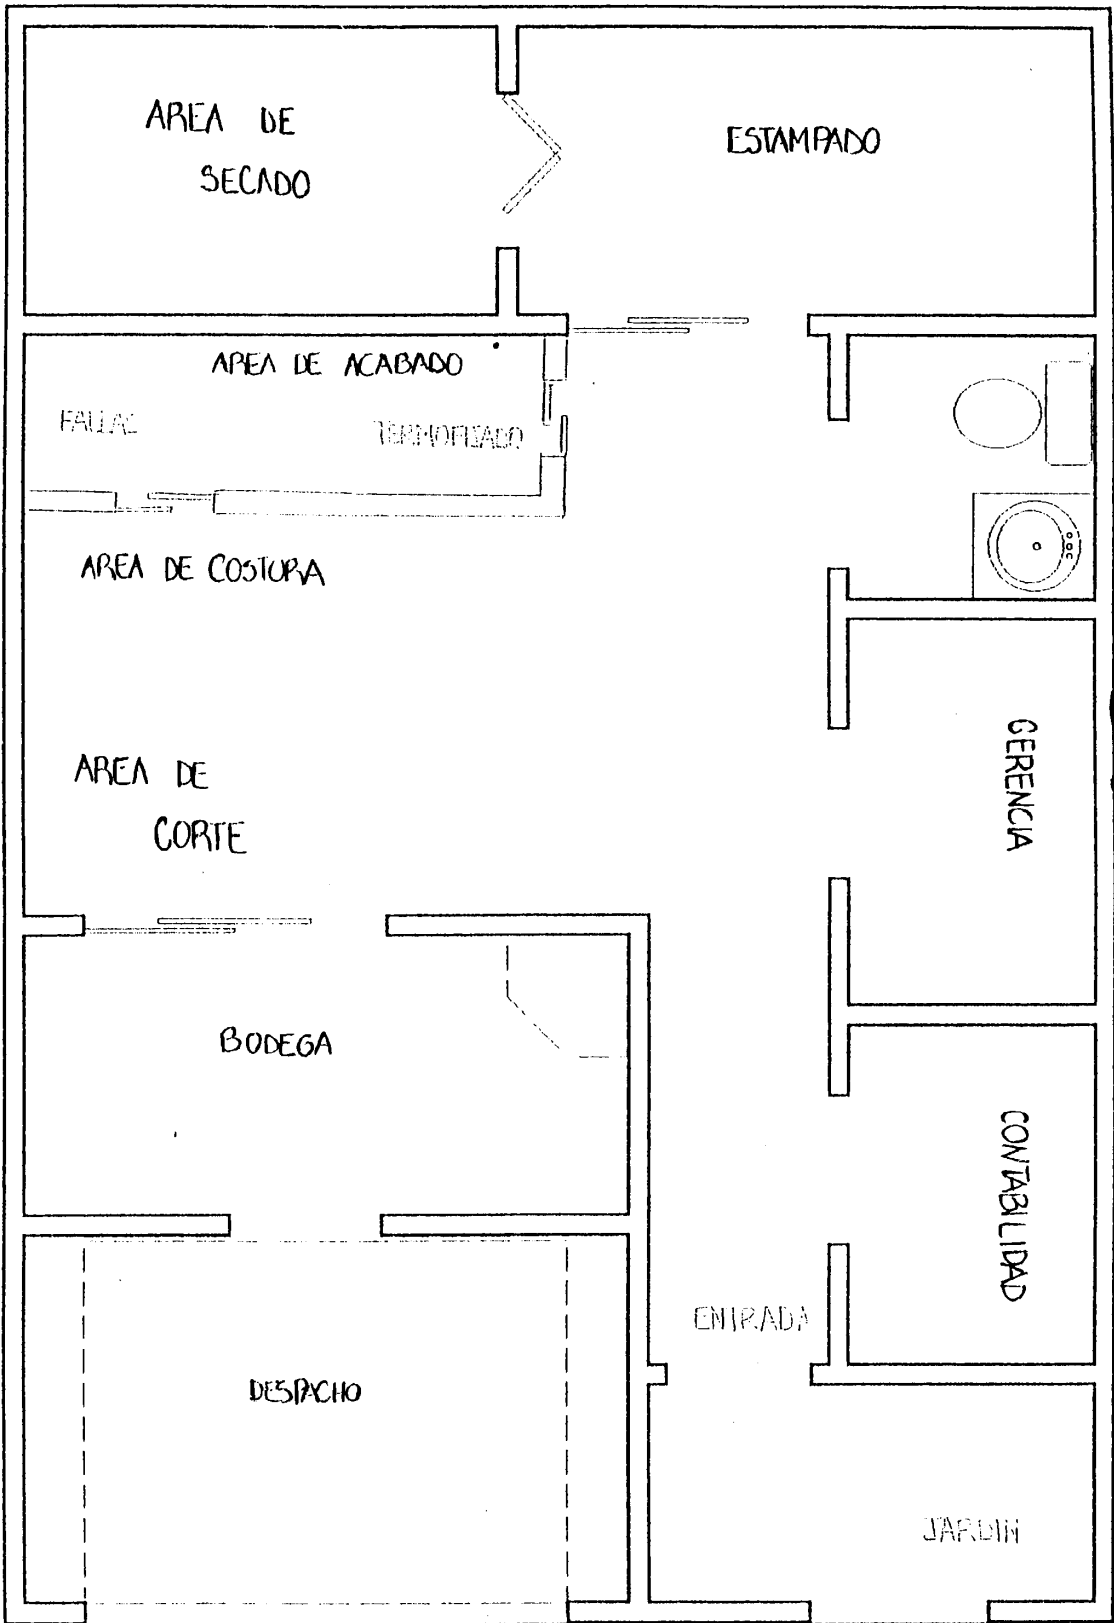 AREA DE
SECADO
ESTAMPADO
AREA DE ACABADO
FALLAS
TERMOFIJADO
AREA DE COSTURA
AREA DE
CORTE
GERENCIA
BODEGA
CONTABILIDAD
ENTRADA
DESPACHO
JARDIN